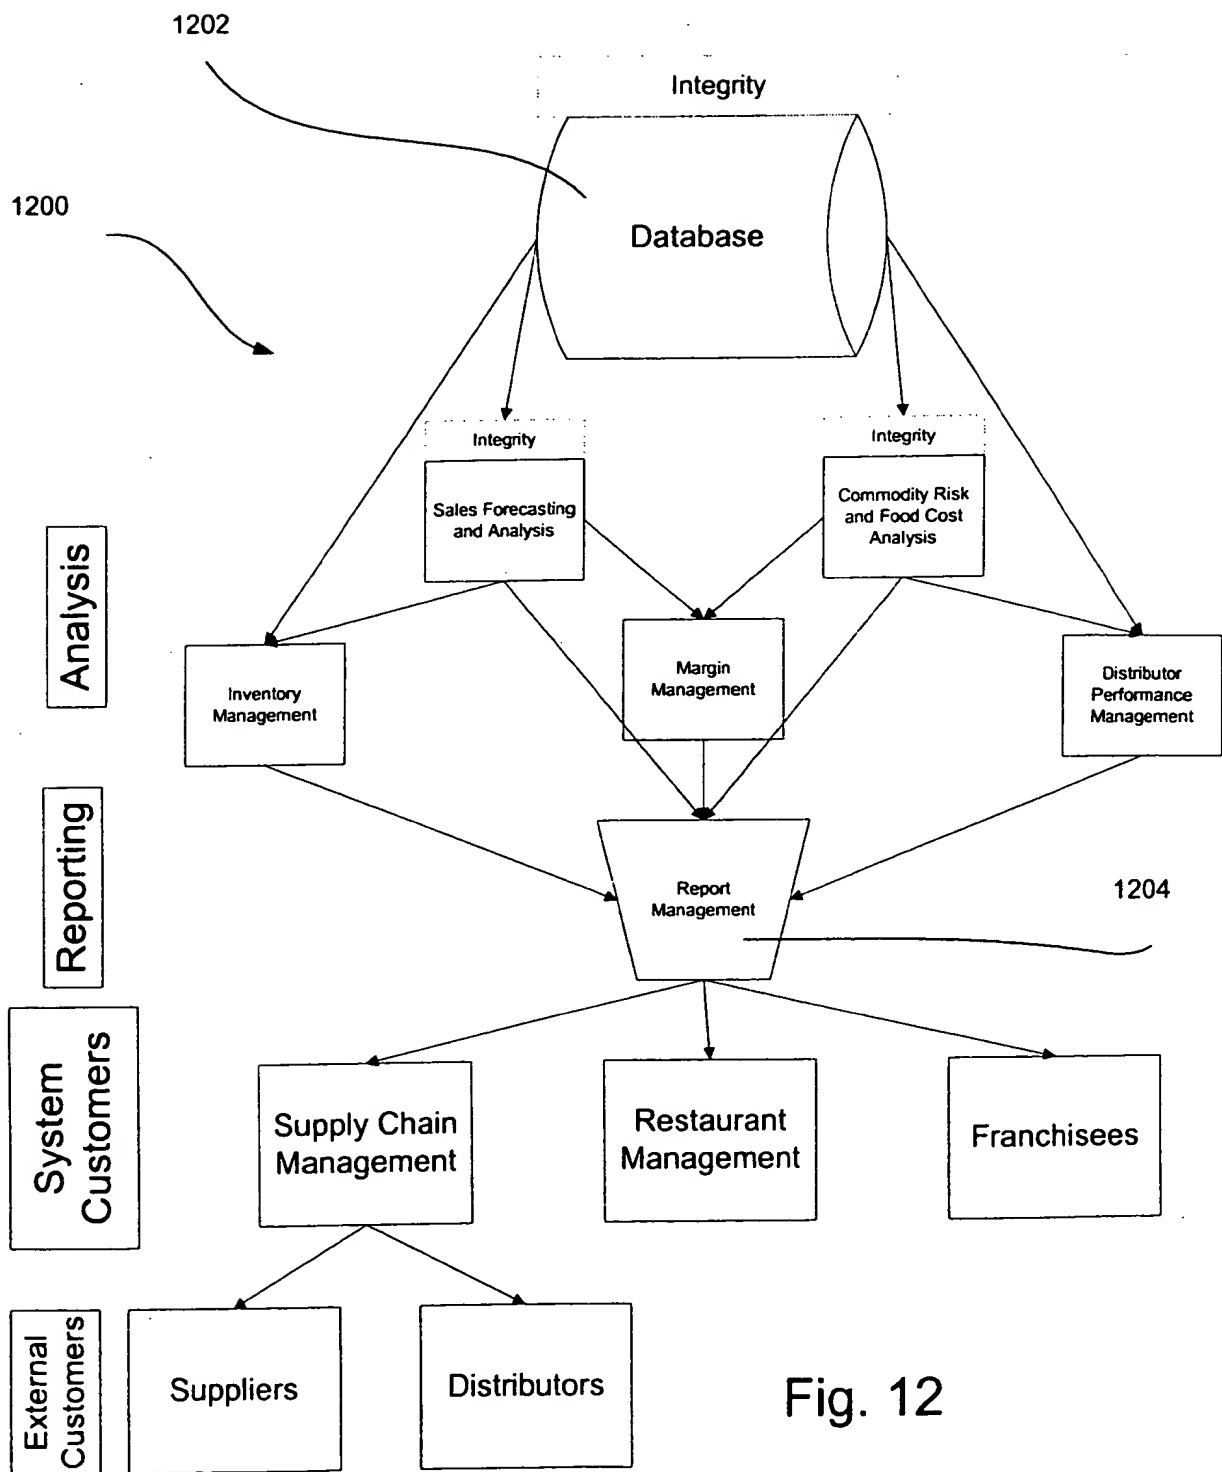 1202
Integrity
1200
Database
Integrity
Integrity
Sales Forecasting
and Analysis
Commodity Risk
and Food Cost
Analysis
Analysis
Inventory
Management
Margin
Management
Distributor
Performance
Management
Reporting
Report
Management
1204
System
Customers
Supply Chain
Management
Restaurant
Management
Franchisees
External
Customers
Suppliers
Distributors
Fig. 12